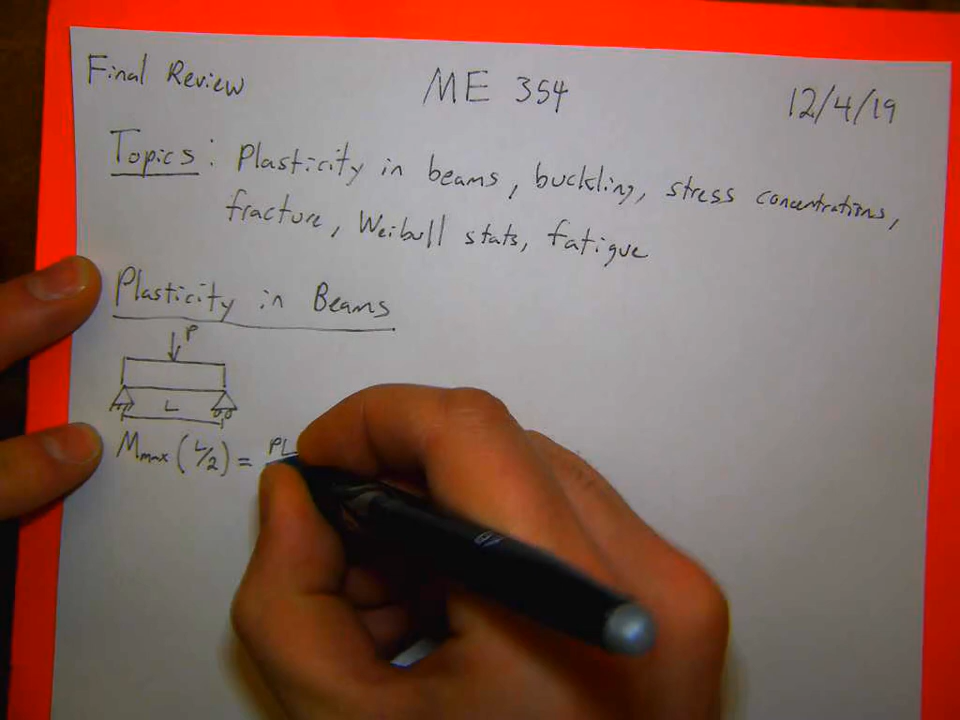 Final Review ME 354 12/4/19
Topics: Plasticity in beams, buckling, stress concentrations,
fracture, Weibull stats, fatigue
Plasticity in Beams
P
L
Mmax (L/2) = PL